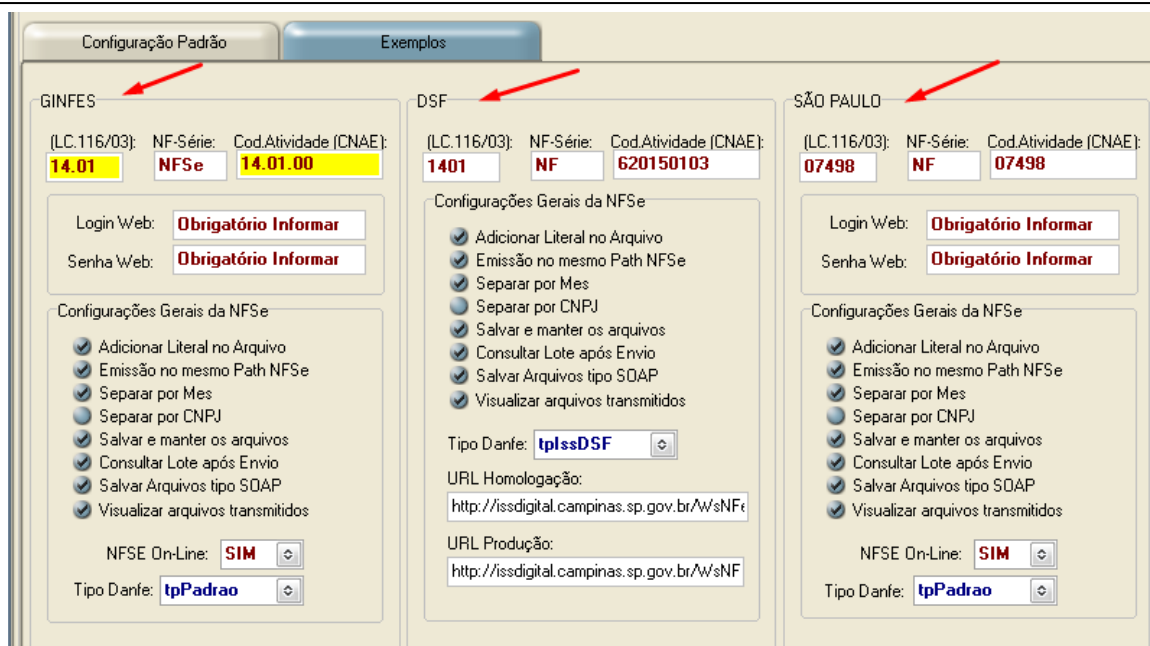 Configuração Padrão
Exemplos
GINFES
(LC.116/03): NF-Série: Cod.Atividade (CNAE):
14.01 NFSe 14.01.00
Login Web: Obrigatório Informar
Senha Web: Obrigatório Informar
Configurações Gerais da NFSe
Adicionar Literal no Arquivo
Emissão no mesmo Path NFSe
Separar por Mes
Separar por CNPJ
Salvar e manter os arquivos
Consultar Lote após Envio
Salvar Arquivos tipo SOAP
Visualizar arquivos transmitidos
NFSE On-Line: SIM
Tipo Danfe: tpPadrao
DSF
(LC.116/03): NF-Série: Cod.Atividade (CNAE):
1401 NF 620150103
Configurações Gerais da NFSe
Adicionar Literal no Arquivo
Emissão no mesmo Path NFSe
Separar por Mes
Separar por CNPJ
Salvar e manter os arquivos
Consultar Lote após Envio
Salvar Arquivos tipo SOAP
Visualizar arquivos transmitidos
Tipo Danfe: tpIssDSF
URL Homologação:
http://issdigital.campinas.sp.gov.br/WsNFe
URL Produção:
http://issdigital.campinas.sp.gov.br/WsNF
SÃO PAULO
(LC.116/03): NF-Série: Cod.Atividade (CNAE):
07498 NF 07498
Login Web: Obrigatório Informar
Senha Web: Obrigatório Informar
Configurações Gerais da NFSe
Adicionar Literal no Arquivo
Emissão no mesmo Path NFSe
Separar por Mes
Separar por CNPJ
Salvar e manter os arquivos
Consultar Lote após Envio
Salvar Arquivos tipo SOAP
Visualizar arquivos transmitidos
NFSE On-Line: SIM
Tipo Danfe: tpPadrao